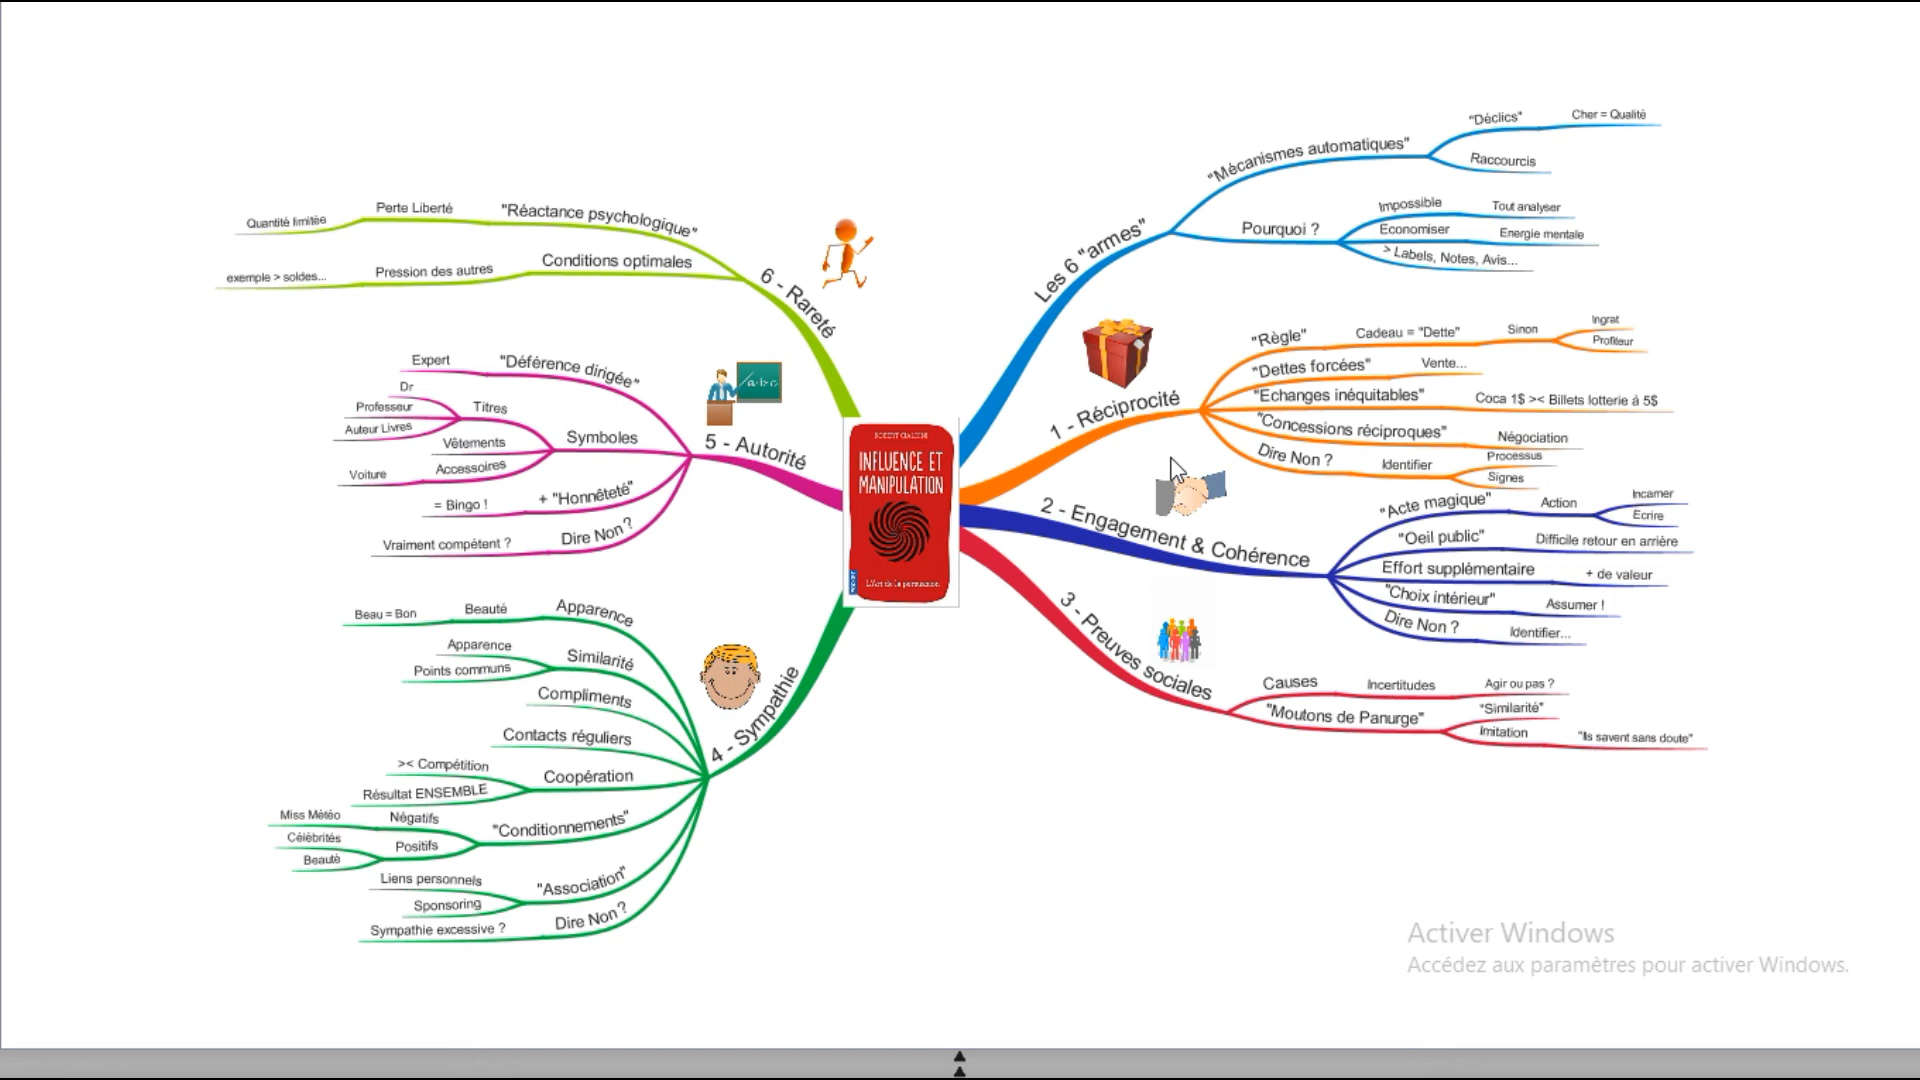 ROBERT CIALDINI
INFLUENCE ET
MANIPULATION
L'Art de la persuasion
POCKET
Les 6 "armes"
"Mécanismes automatiques"
"Déclics"
Cher = Qualité
Raccourcis
Pourquoi ?
Impossible
Tout analyser
Economiser
Energie mentale
> Labels, Notes, Avis...
1 - Réciprocité
"Règle"
Cadeau = "Dette"
Sinon
Ingrat
Profiteur
"Dettes forcées"
Vente...
"Echanges inéquitables"
Coca 1$ >< Billets lotterie à 5$
"Concessions réciproques"
Négociation
Dire Non ?
Identifier
Processus
Signes
2 - Engagement & Cohérence
"Acte magique"
Action
Incarner
Ecrire
"Oeil public"
Difficile retour en arrière
Effort supplémentaire
+ de valeur
"Choix intérieur"
Assumer !
Dire Non ?
Identifier...
3 - Preuves sociales
Causes
Incertitudes
Agir ou pas ?
"Moutons de Panurge"
"Similarité"
Imitation
"Ils savent sans doute"
4 - Sympathie
Apparence
Beauté
Beau = Bon
Similarité
Apparence
Points communs
Compliments
Contacts réguliers
Coopération
>< Compétition
Résultat ENSEMBLE
"Conditionnements"
Négatifs
Miss Météo
Positifs
Célébrités
Beauté
"Association"
Liens personnels
Sponsoring
Dire Non ?
Sympathie excessive ?
5 - Autorité
"Déférence dirigée"
Expert
Symboles
Titres
Dr
Professeur
Auteur Livres
Vêtements
Accessoires
Voiture
+ "Honnêteté"
= Bingo !
Dire Non ?
Vraiment compétent ?
6 - Rareté
"Réactance psychologique"
Perte Liberté
Quantité limitée
Conditions optimales
Pression des autres
exemple > soldes...
a-b-c
Activer Windows
Accédez aux paramètres pour activer Windows.